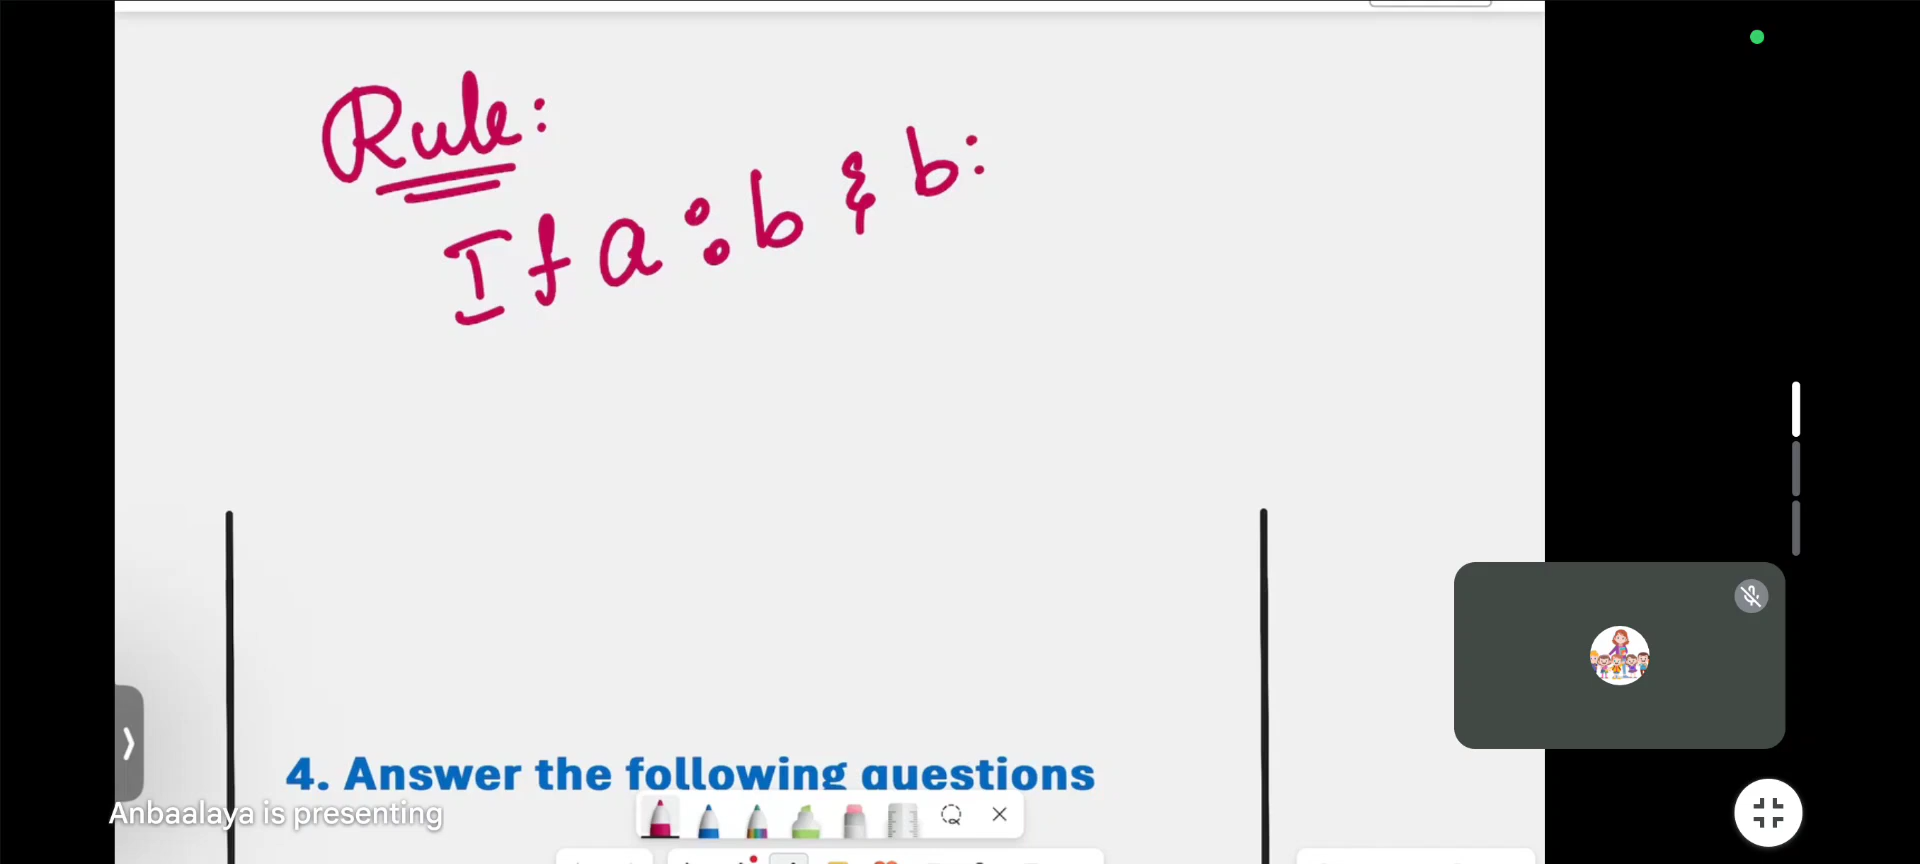 Rule:
If a : b & b:
4. Answer the following questions
Anbaalaya is presenting